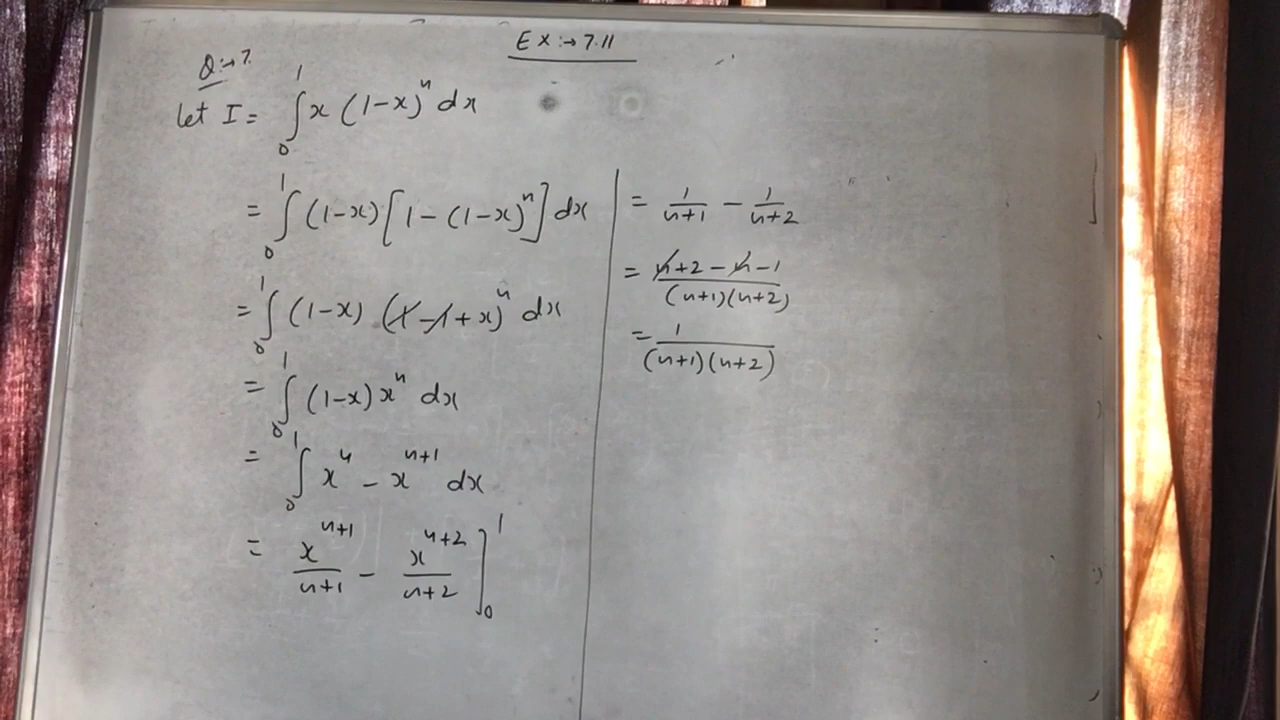 Ex:→7.11
Q:→7.
let I = ∫₀¹ x (1-x)ⁿ dx
= ∫₀¹ (1-x)[1-(1-x)ⁿ] dx
= ∫₀¹ (1-x) (1-1+x)ⁿ dx
= ∫₀¹ (1-x) xⁿ dx
= ∫₀¹ xⁿ - xⁿ⁺¹ dx
= xⁿ⁺¹/n+1 - xⁿ⁺²/n+2 ]₀¹
= 1/n+1 - 1/n+2
= n+2-n-1/(n+1)(n+2)
= 1/(n+1)(n+2)